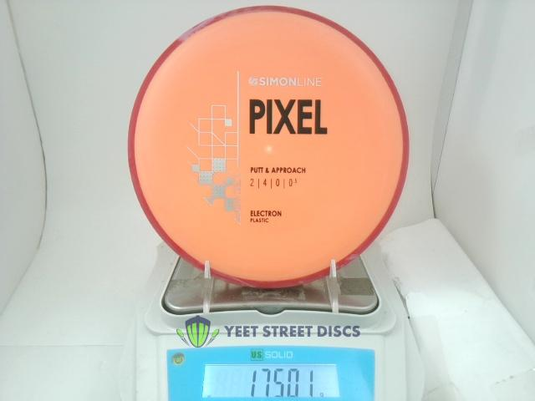 SIMONLINE
PIXEL
PUTT & APPROACH
2 | 4 | 0 | 0.5
ELECTRON
PLASTIC
YEET STREET DISCS
US SOLID
175.01